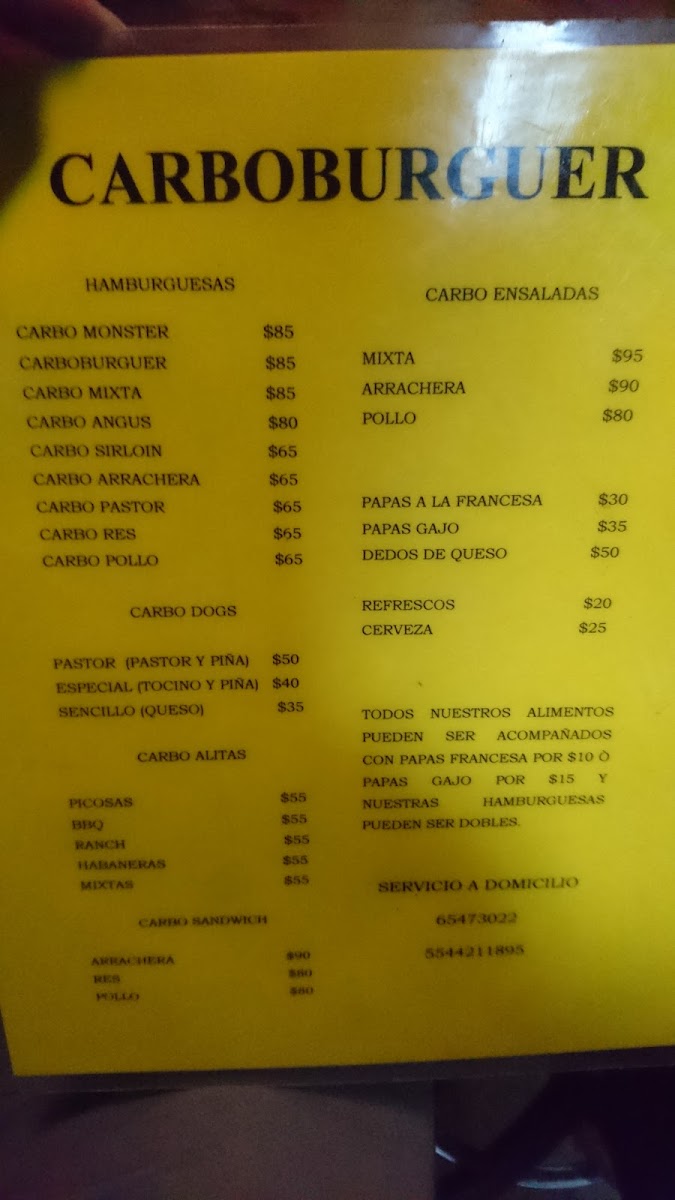 CARBOBURGUER
HAMBURGUESAS
CARBO MONSTER $85
CARBOBURGUER $85
CARBO MIXTA $85
CARBO ANGUS $80
CARBO SIRLOIN $65
CARBO ARRACHERA $65
CARBO PASTOR $65
CARBO RES $65
CARBO POLLO $65
CARBO DOGS
PASTOR (PASTOR Y PIÑA) $50
ESPECIAL (TOCINO Y PIÑA) $40
SENCILLO (QUESO) $35
CARBO ALITAS
PICOSAS $55
BBQ $55
RANCH $55
HABANERAS $55
MIXTAS $55
CARBO SANDWICH
ARRACHERA $90
RES $80
POLLO $80
CARBO ENSALADAS
MIXTA $95
ARRACHERA $90
POLLO $80
PAPAS A LA FRANCESA $30
PAPAS GAJO $35
DEDOS DE QUESO $50
REFRESCOS $20
CERVEZA $25
TODOS NUESTROS ALIMENTOS
PUEDEN SER ACOMPAÑADOS
CON PAPAS FRANCESA POR $10 Ò
PAPAS GAJO POR $15 Y
NUESTRAS HAMBURGUESAS
PUEDEN SER DOBLES.
SERVICIO A DOMICILIO
65473022
5544211895